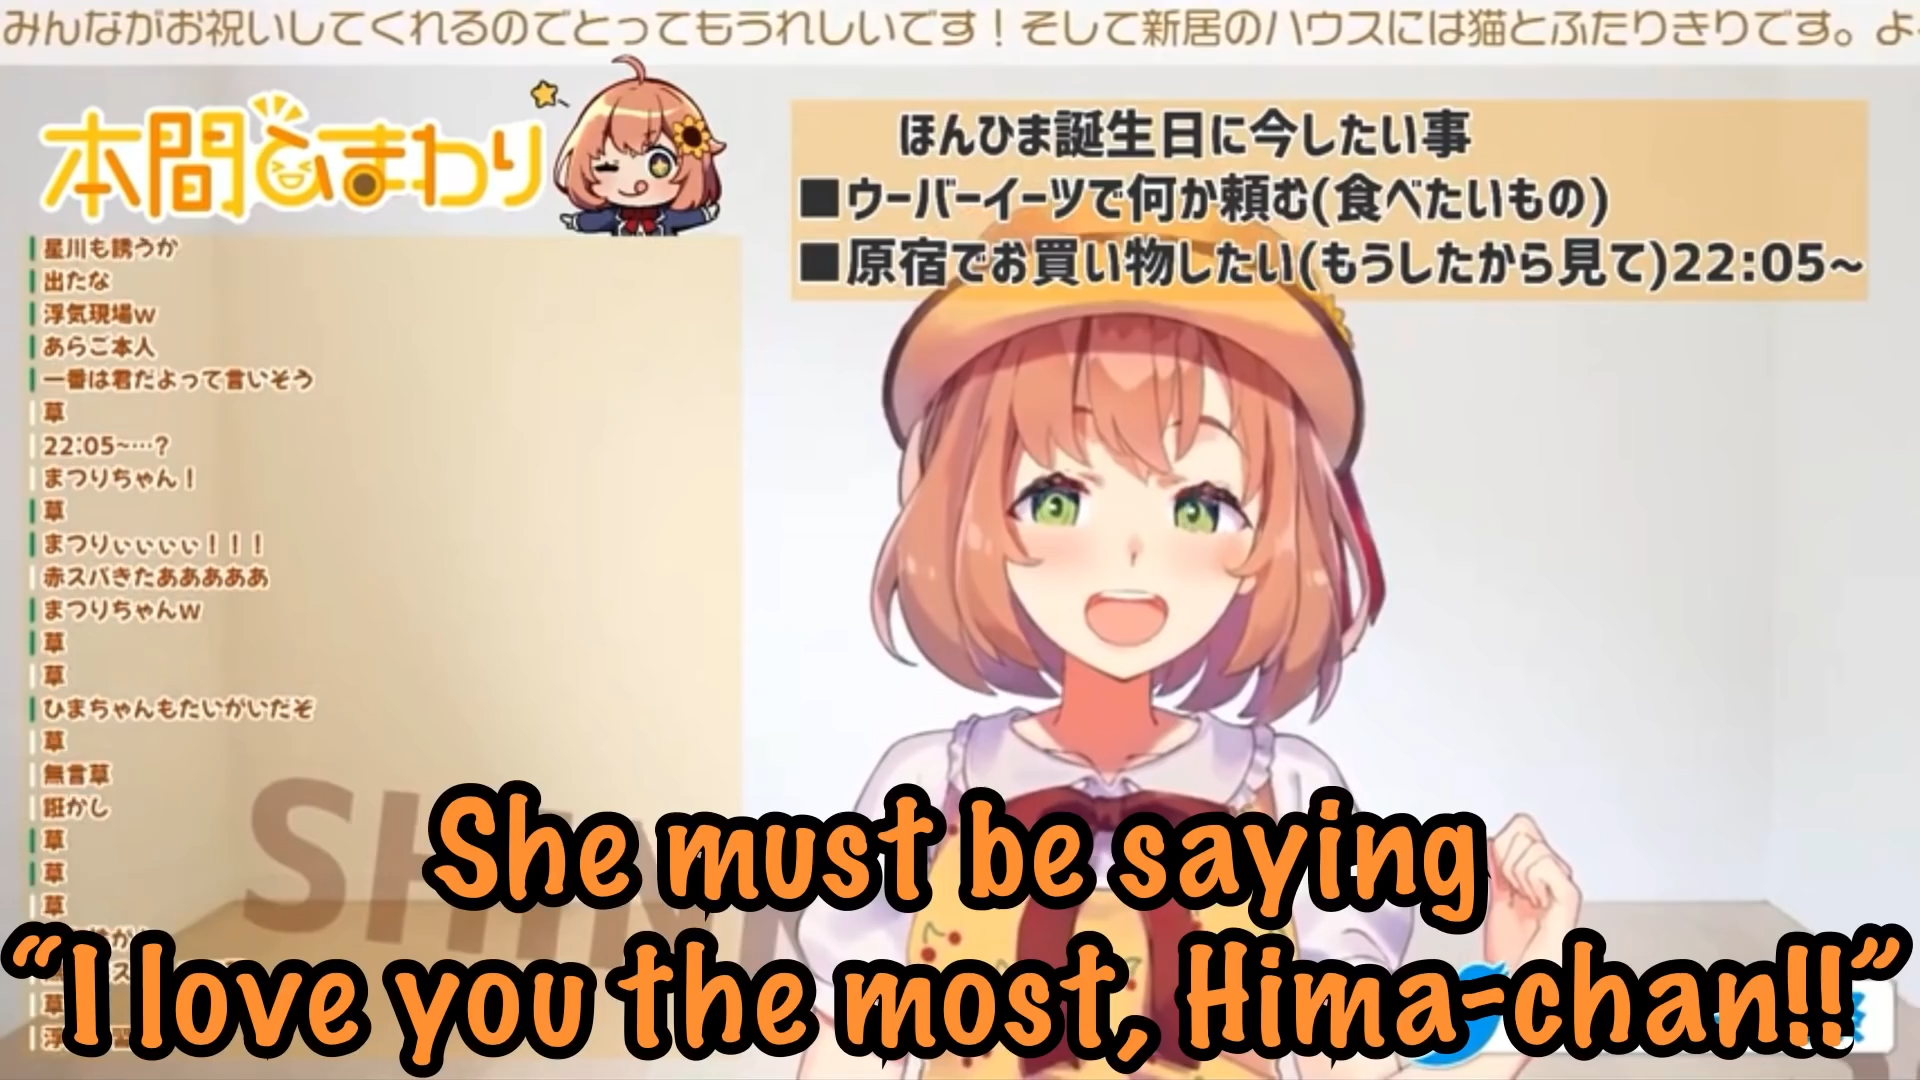 みんながお祝いしてくれるのでとってもうれしいです！そして新居のハウスには猫とふたりきりです。よ
本間ひまわり
ほんひま誕生日に今したい事
■ウーバーイーツで何か頼む(食べたいもの)
■原宿でお買い物したい(もうしたから見て)22:05~
星川も誘うか
出たな
浮気現場w
あらご本人
一番は君だよって言いそう
草
22:05~…?
まつりちゃん！
草
まつりぃぃぃぃ！！！
赤スパきたあああああ
まつりちゃんw
草
草
ひまちゃんもたいがいだぞ
草
無言草
誑かし
草
草
草
草
SHIN
She must be saying
“I love you the most, Hima-chan!!”